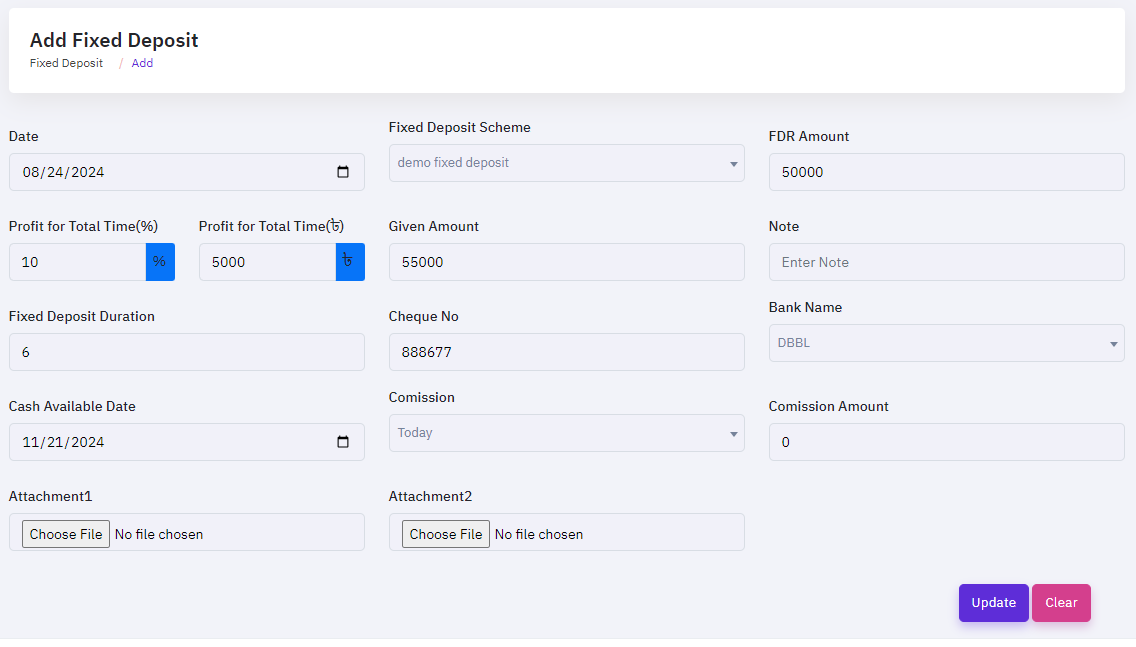 Add Fixed Deposit
Fixed Deposit / Add
Date
08/24/2024
Fixed Deposit Scheme
demo fixed deposit
FDR Amount
50000
Profit for Total Time(%)
10 %
Profit for Total Time(৳)
5000 ৳
Given Amount
55000
Note
Enter Note
Fixed Deposit Duration
6
Cheque No
888677
Bank Name
DBBL
Cash Available Date
11/21/2024
Comission
Today
Comission Amount
0
Attachment1
Choose File No file chosen
Attachment2
Choose File No file chosen
Update Clear